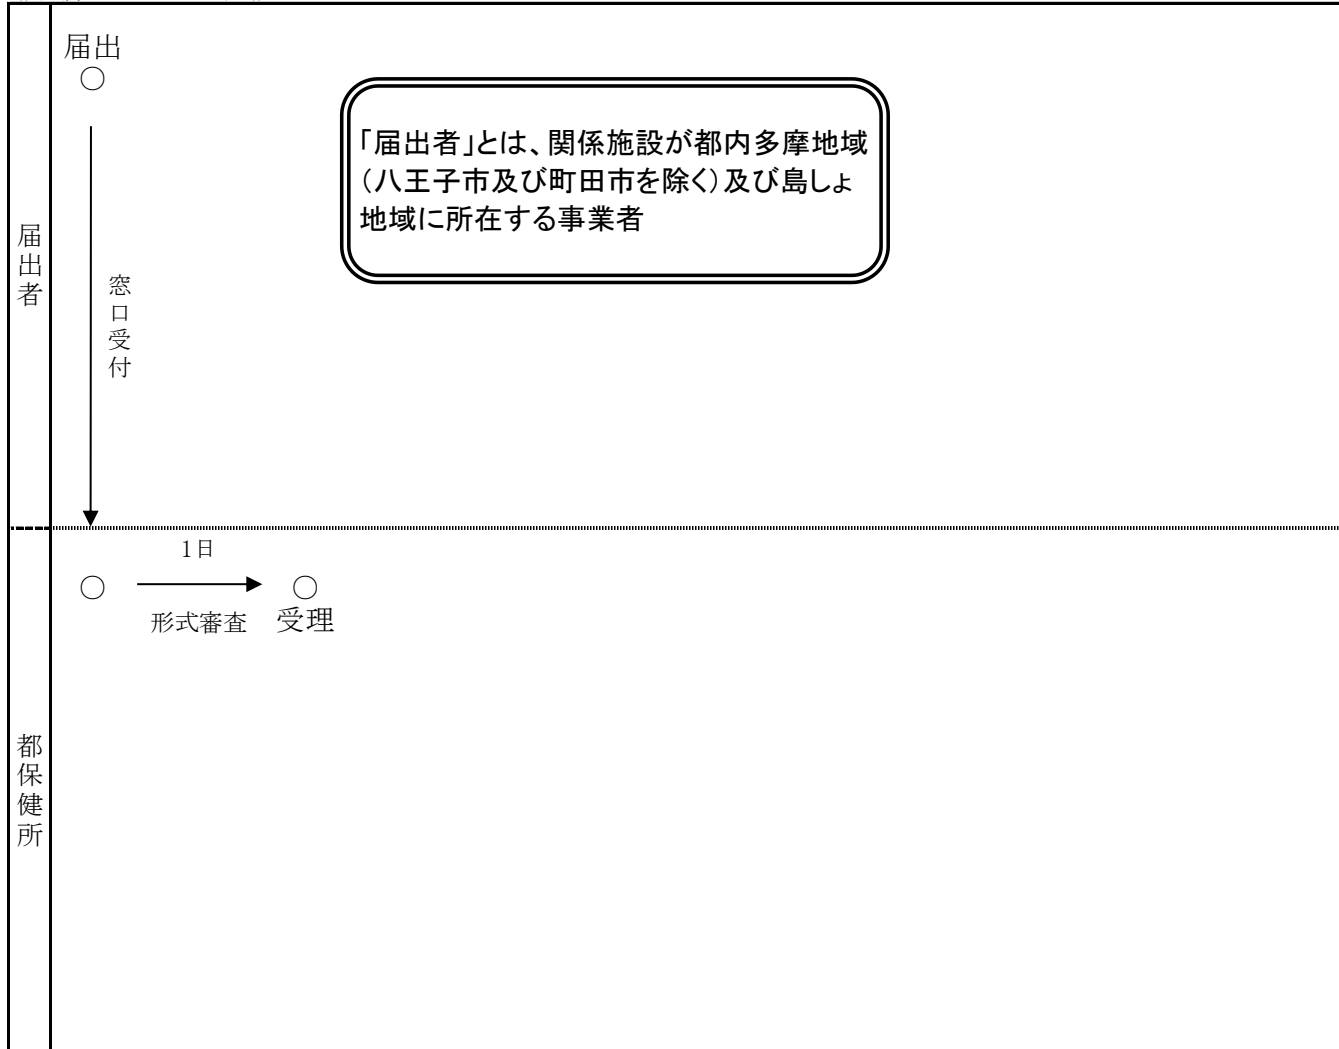 届出
「届出者」とは、関係施設が都内多摩地域
（八王子市及び町田市を除く）及び島しょ
地域に所在する事業者
届出者
窓口受付
1日
形式審査
受理
都保健所